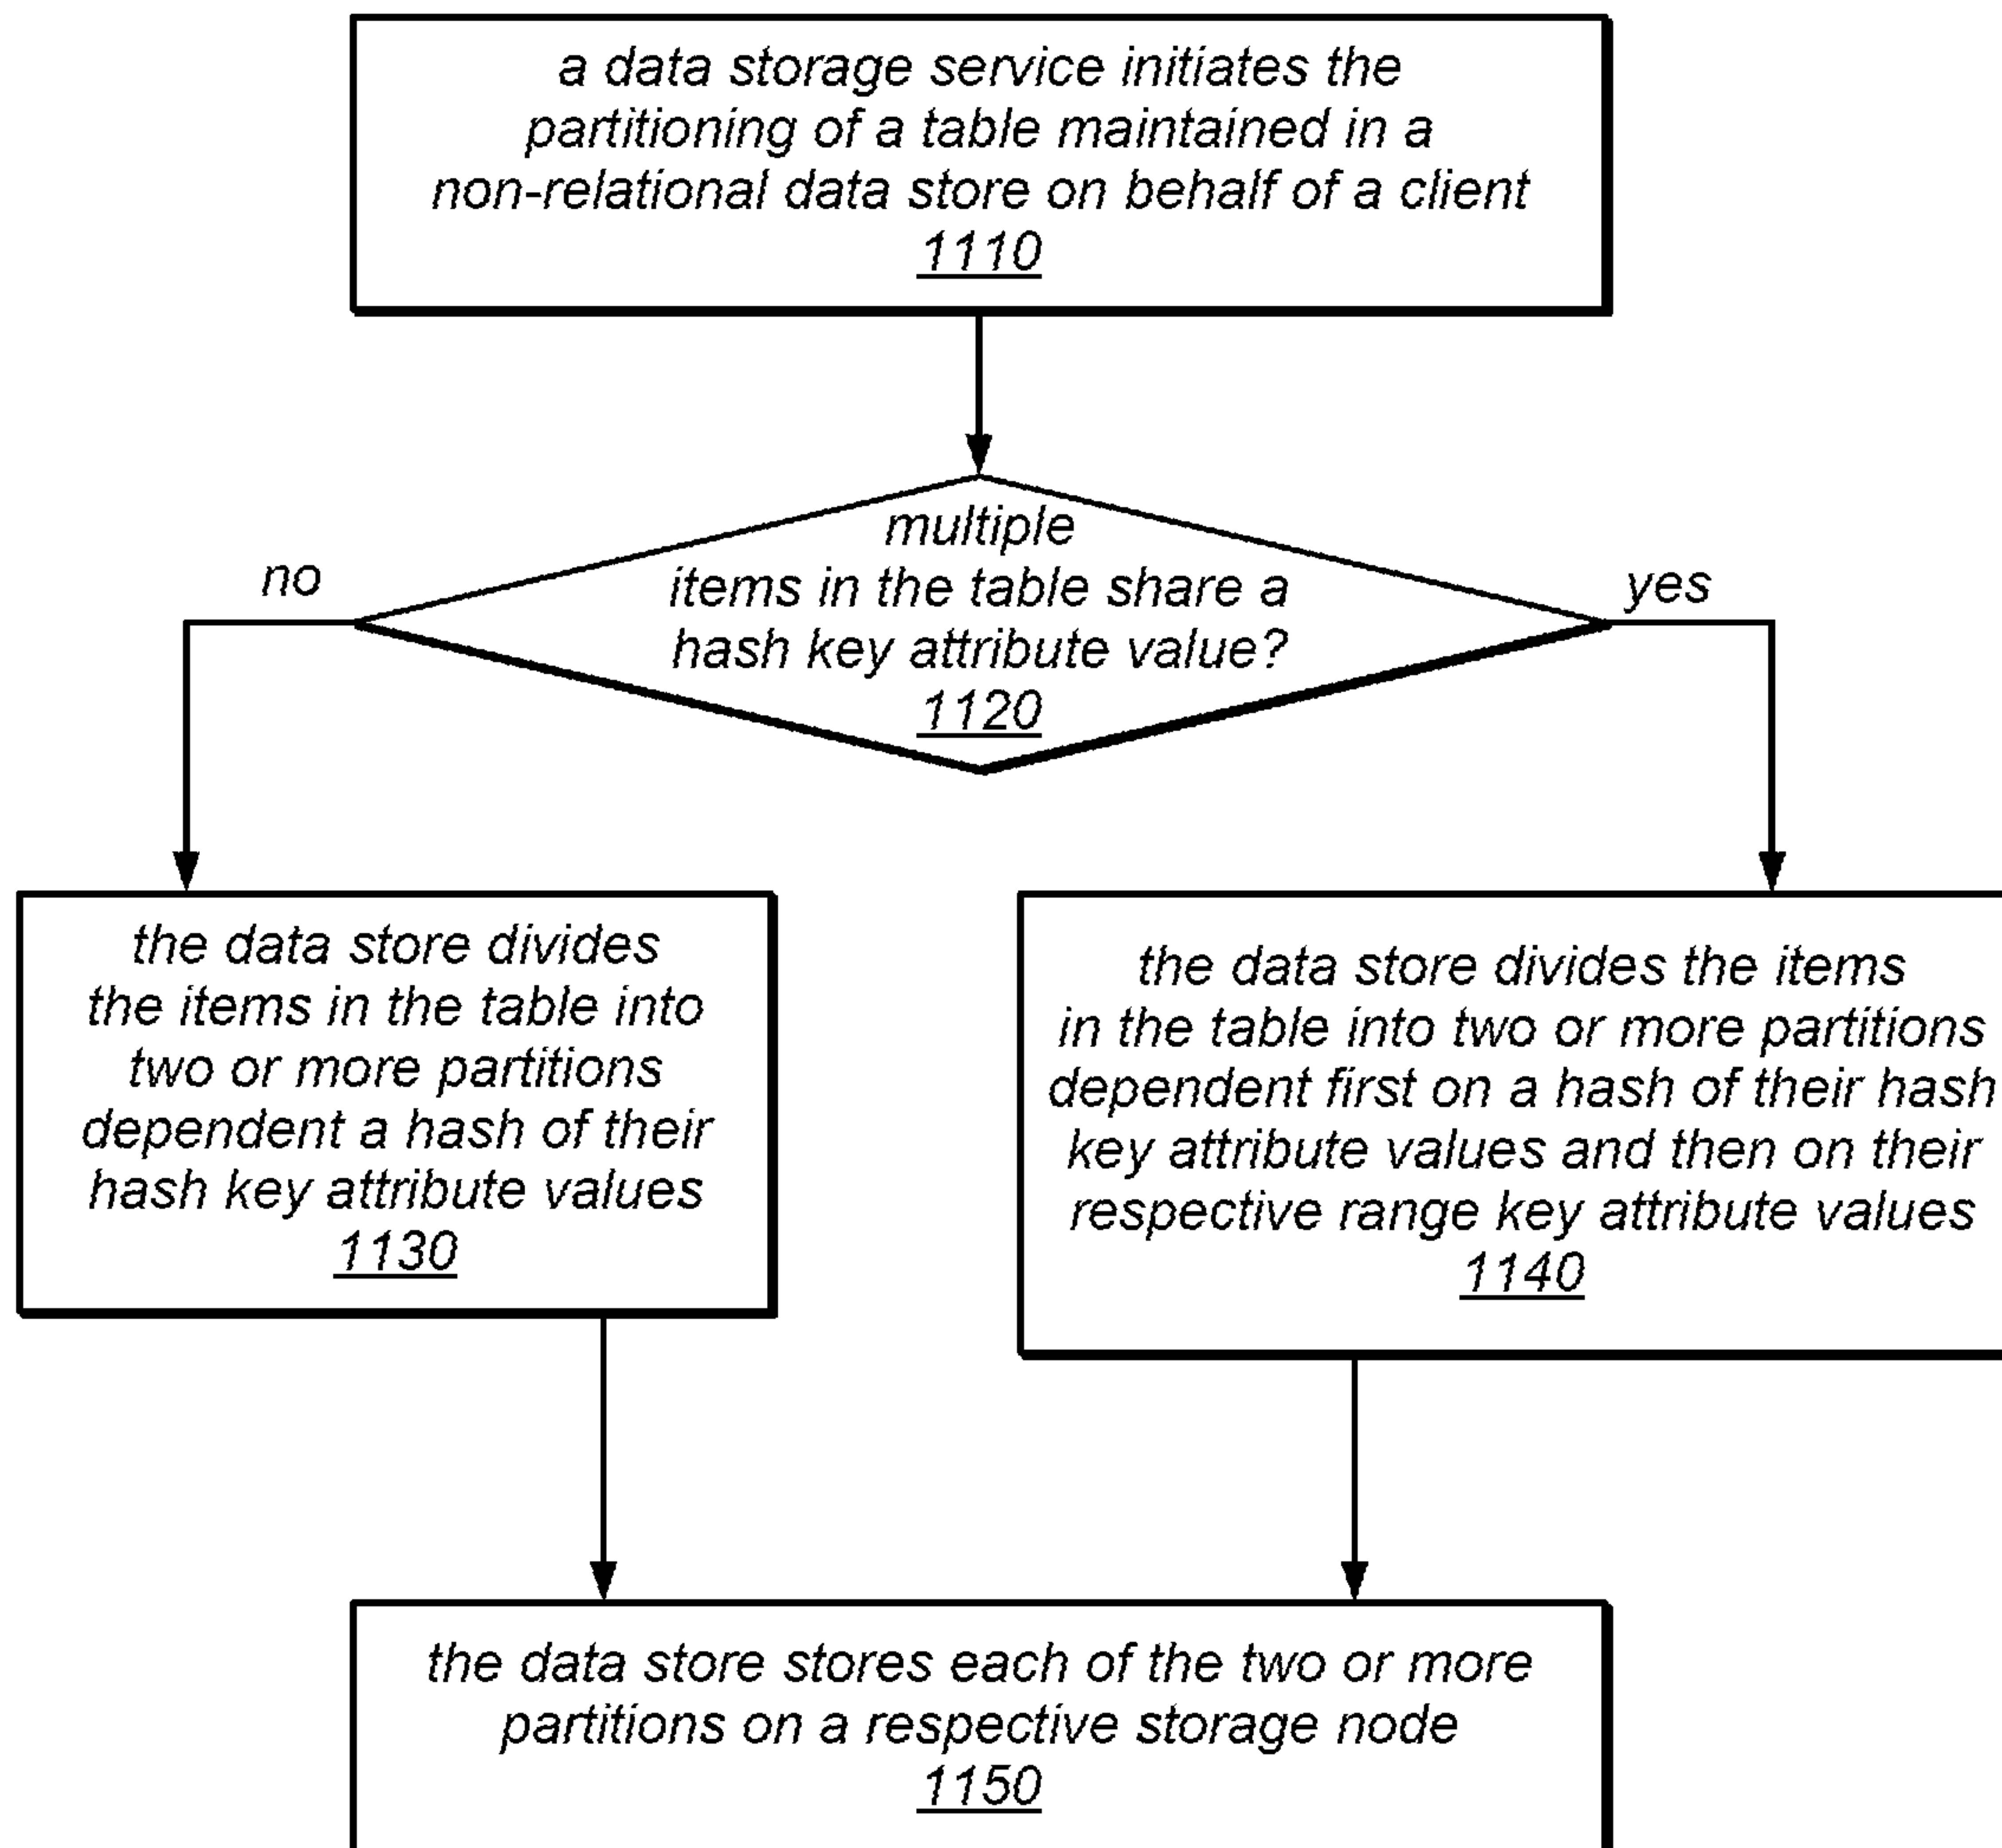 a data storage service initiates the
partitioning of a table maintained in a
non-relational data store on behalf of a client
1110
multiple
items in the table share a
hash key attribute value?
1120
no
yes
the data store divides
the items in the table into
two or more partitions
dependent a hash of their
hash key attribute values
1130
the data store divides the items
in the table into two or more partitions
dependent first on a hash of their hash
key attribute values and then on their
respective range key attribute values
1140
the data store stores each of the two or more
partitions on a respective storage node
1150